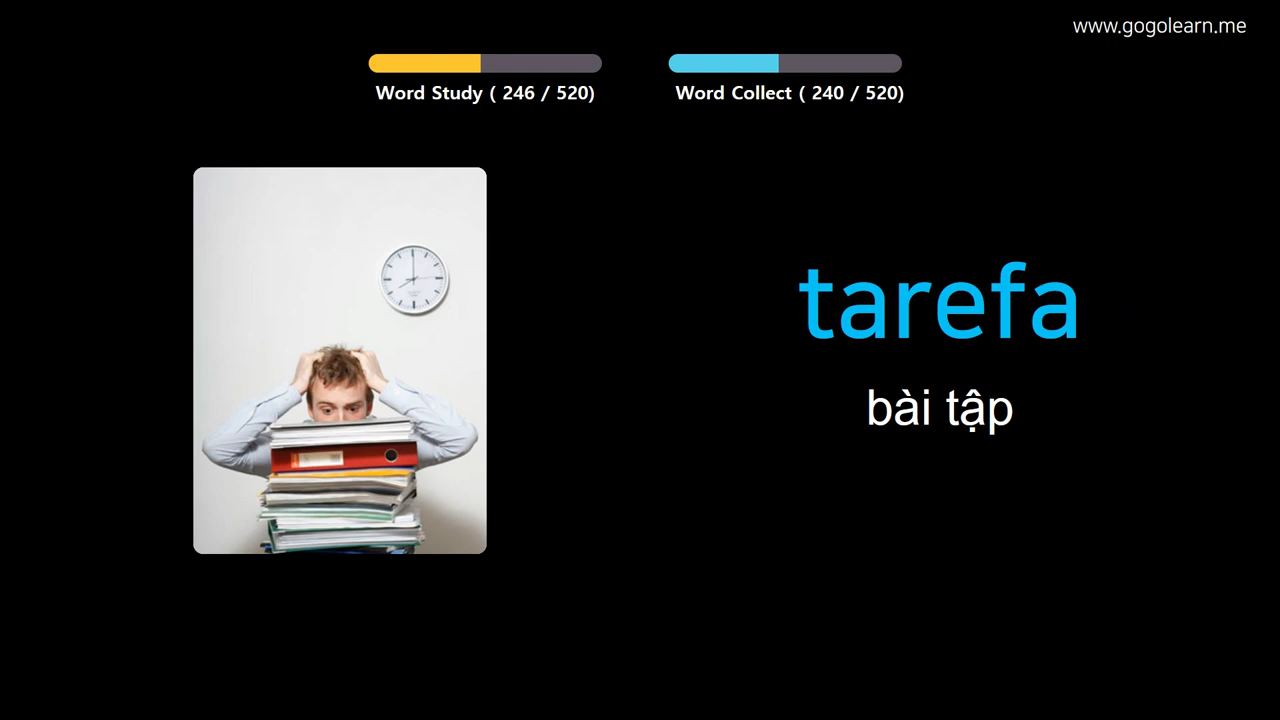 www.gogolearn.me
Word Study ( 246 / 520)
Word Collect ( 240 / 520)
tarefa
bài tập